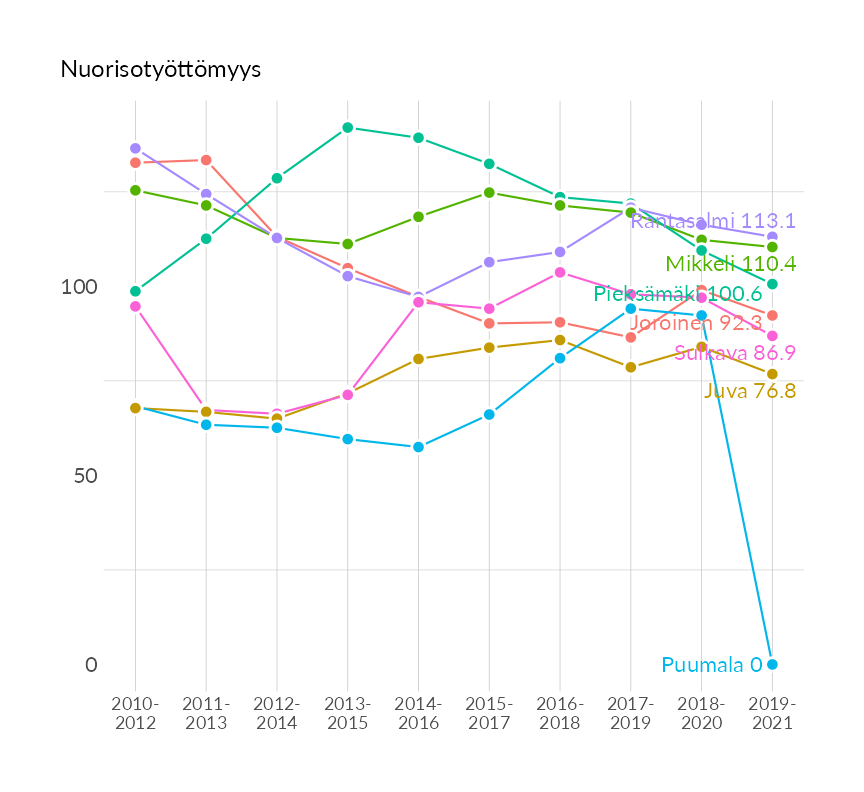 Nuorisotyöttömyys
Rantasalmi 113.1
Mikkeli 110.4
100
Pieksämäki 100.6
Joroinen 92.3
Sulkava 86.9
Juva 76.8
50
0
Puumala 0
2010-
2012
2011-
2013
2012-
2014
2013-
2015
2014-
2016
2015-
2017
2016-
2018
2017-
2019
2018-
2020
2019-
2021